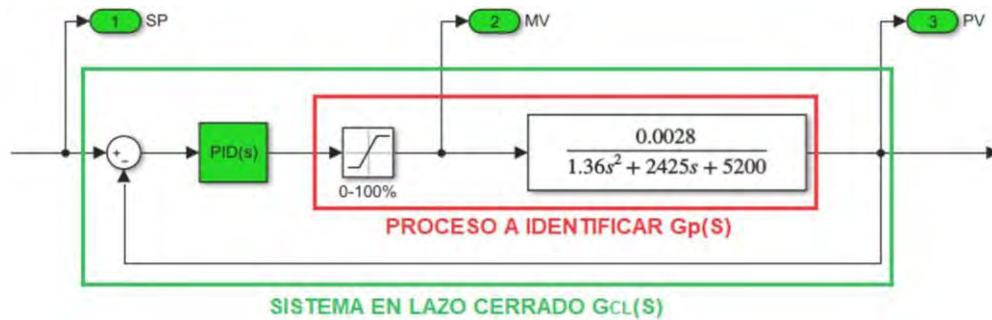 1 SP
2 MV
3 PV
+
-
PID(s)
0-100%
0.0028
1.36s² + 2425s + 5200
PROCESO A IDENTIFICAR Gp(S)
SISTEMA EN LAZO CERRADO GCL(S)